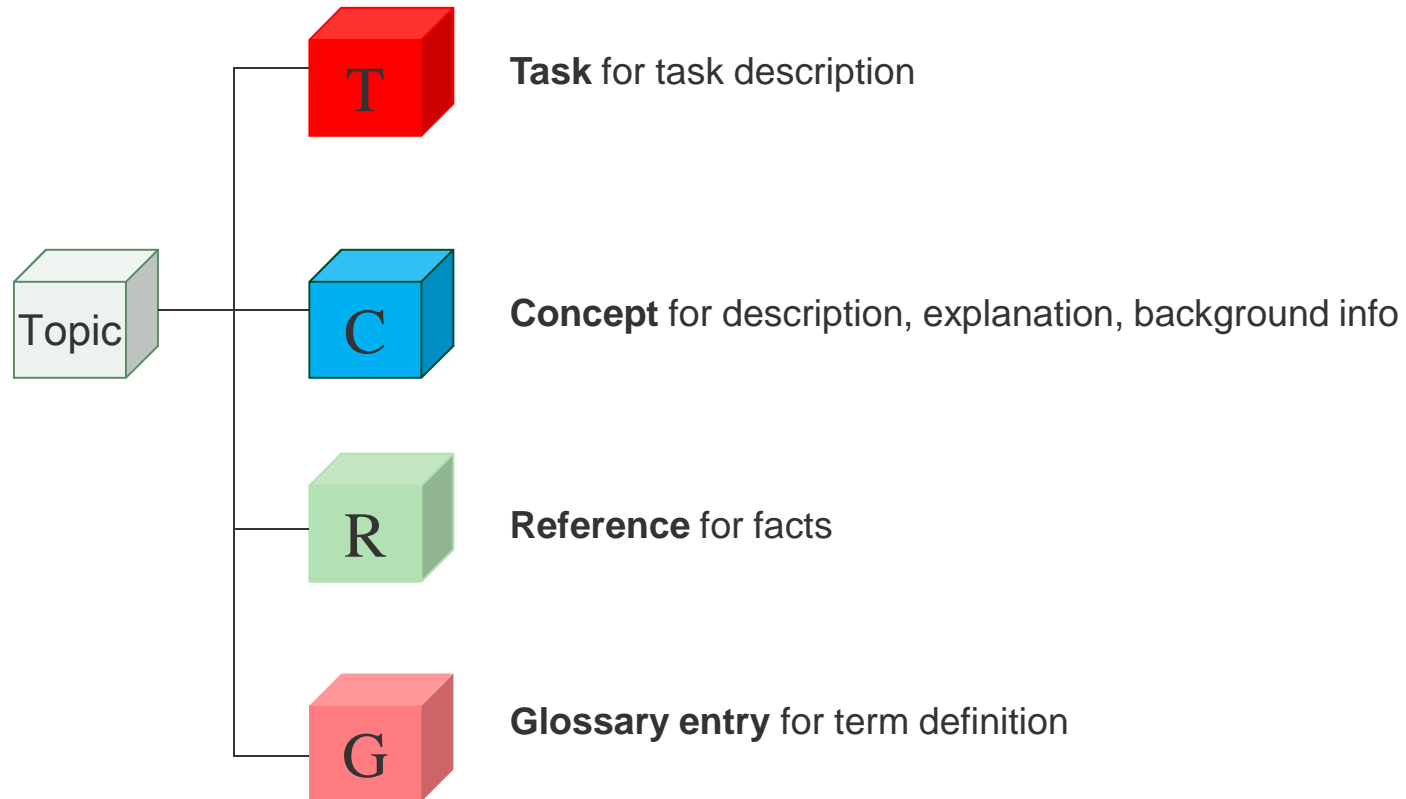 T
Task for task description
Topic
C
Concept for description, explanation, background info
R
Reference for facts
G
Glossary entry for term definition